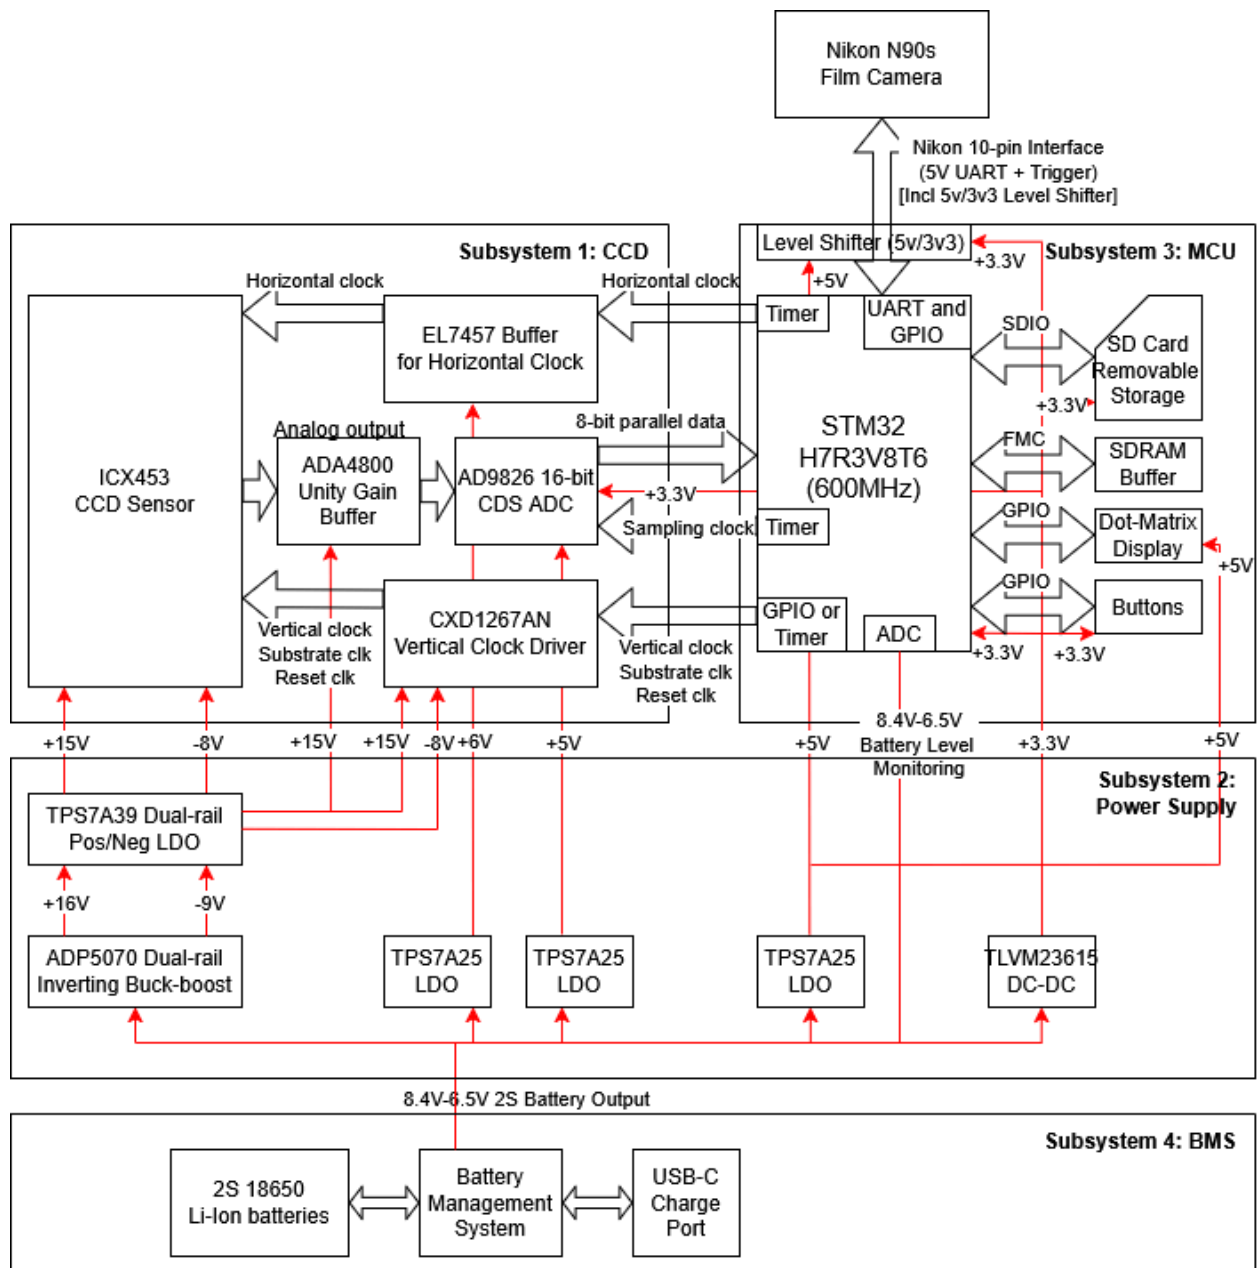 Nikon N90s
Film Camera
Nikon 10-pin Interface
(5V UART + Trigger)
[Incl 5v/3v3 Level Shifter]
Subsystem 1: CCD
Level Shifter (5v/3v3)
Subsystem 3: MCU
+3.3V
+5V
Horizontal clock
Horizontal clock
Timer
UART and
GPIO
SDIO
EL7457 Buffer
for Horizontal Clock
SD Card
Removable
Storage
+3.3V
Analog output
8-bit parallel data
ICX453
CCD Sensor
ADA4800
Unity Gain
Buffer
AD9826 16-bit
CDS ADC
STM32
H7R3V8T6
(600MHz)
FMC
SDRAM
Buffer
+3.3V
Sampling clock
Timer
GPIO
Dot-Matrix
Display
+5V
GPIO
Buttons
CXD1267AN
Vertical Clock Driver
GPIO or
Timer
ADC
+3.3V
+3.3V
Vertical clock
Substrate clk
Reset clk
Vertical clock
Substrate clk
Reset clk
+15V
-8V
+15V
+15V
-8V
+6V
+5V
+5V
8.4V-6.5V
Battery Level
Monitoring
+3.3V
+5V
Subsystem 2:
Power Supply
TPS7A39 Dual-rail
Pos/Neg LDO
+16V
-9V
ADP5070 Dual-rail
Inverting Buck-boost
TPS7A25
LDO
TPS7A25
LDO
TPS7A25
LDO
TLVM23615
DC-DC
8.4V-6.5V 2S Battery Output
Subsystem 4: BMS
2S 18650
Li-Ion batteries
Battery
Management
System
USB-C
Charge
Port